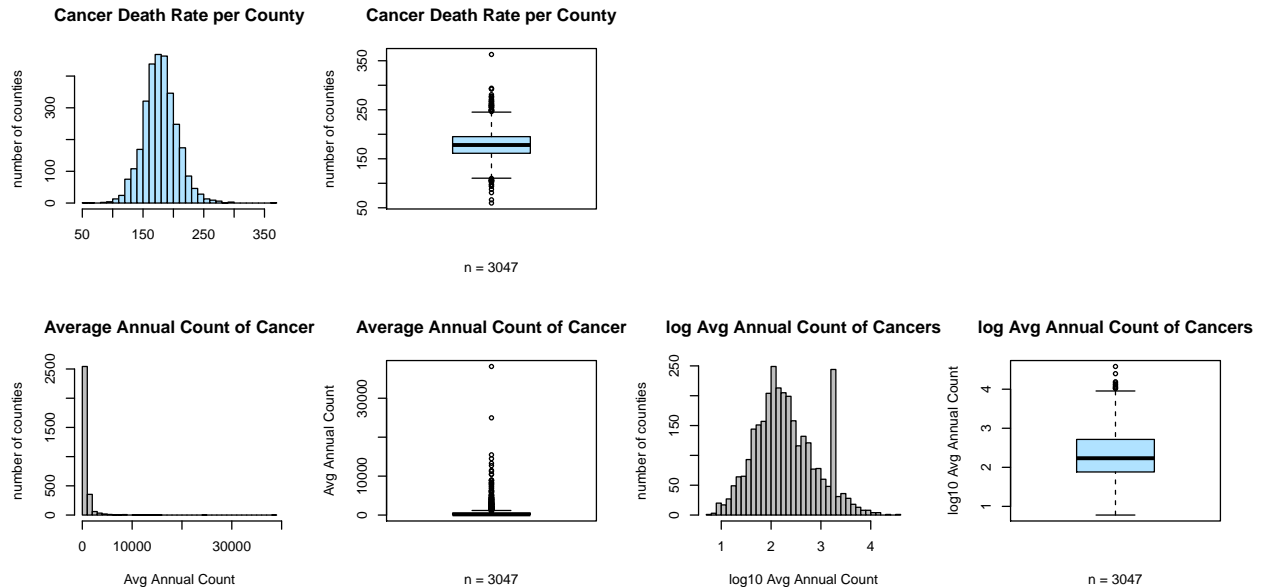 Cancer Death Rate per County
number of counties
0
100
300
50
150
250
350
Cancer Death Rate per County
number of counties
50
150
250
350
n = 3047
Average Annual Count of Cancer
number of counties
0
500
1500
2500
0
10000
30000
Avg Annual Count
Average Annual Count of Cancer
Avg Annual Count
0
10000
30000
n = 3047
log Avg Annual Count of Cancers
number of counties
0
50
150
250
1
2
3
4
log10 Avg Annual Count
log Avg Annual Count of Cancers
log10 Avg Annual Count
1
2
3
4
n = 3047